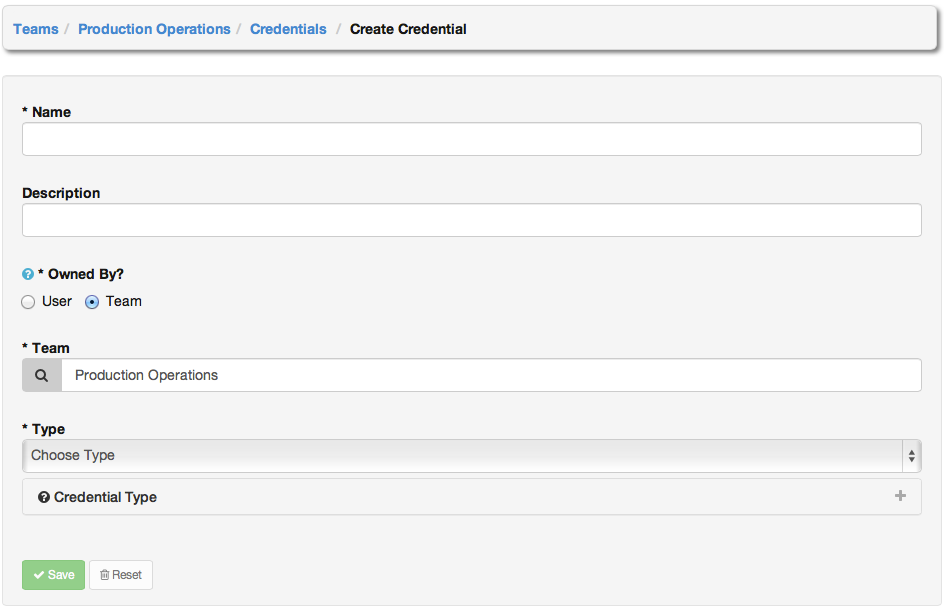 Teams / Production Operations / Credentials / Create Credential
* Name
Description
? * Owned By?
User Team
* Team
Production Operations
* Type
Choose Type
? Credential Type +
Save Reset